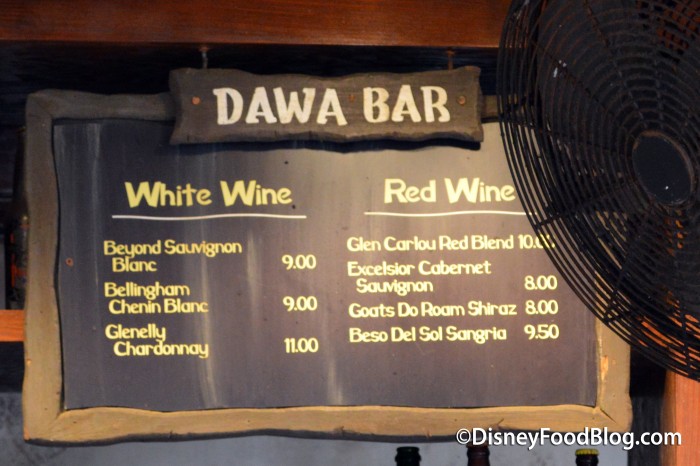 DAWA BAR
White Wine
Beyond Sauvignon
Blanc 9.00
Bellingham
Chenin Blanc 9.00
Glenelly
Chardonnay 11.00
Red Wine
Glen Carlou Red Blend 10.00
Excelsior Cabernet
Sauvignon 8.00
Goats Do Roam Shiraz 8.00
Beso Del Sol Sangria 9.50
©DisneyFoodBlog.com